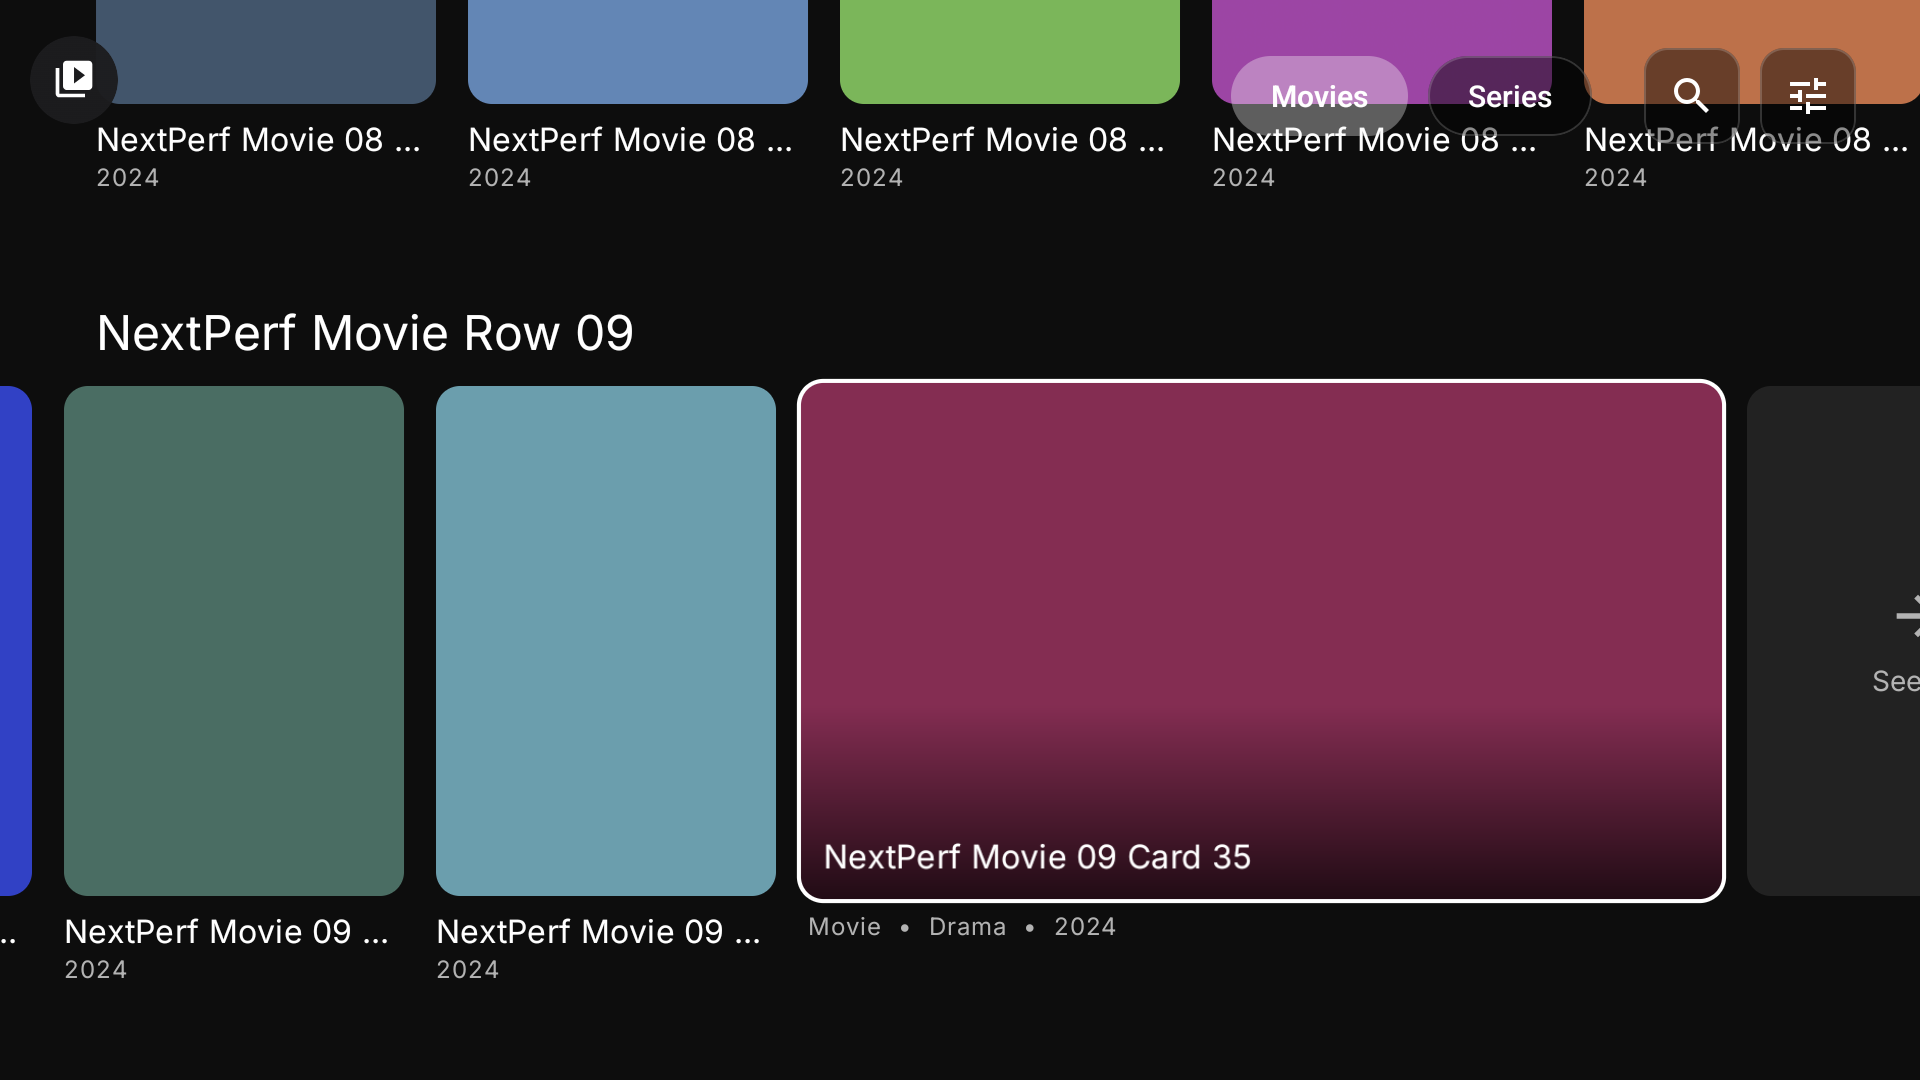 Movies
Series
NextPerf Movie 08 ...
NextPerf Movie 08 ...
NextPerf Movie 08 ...
NextPerf Movie 08 ...
NextPerf Movie 08 ...
2024
2024
2024
2024
2024
NextPerf Movie Row 09
See
NextPerf Movie 09 Card 35
..
NextPerf Movie 09 ...
NextPerf Movie 09 ...
Movie • Drama • 2024
2024
2024